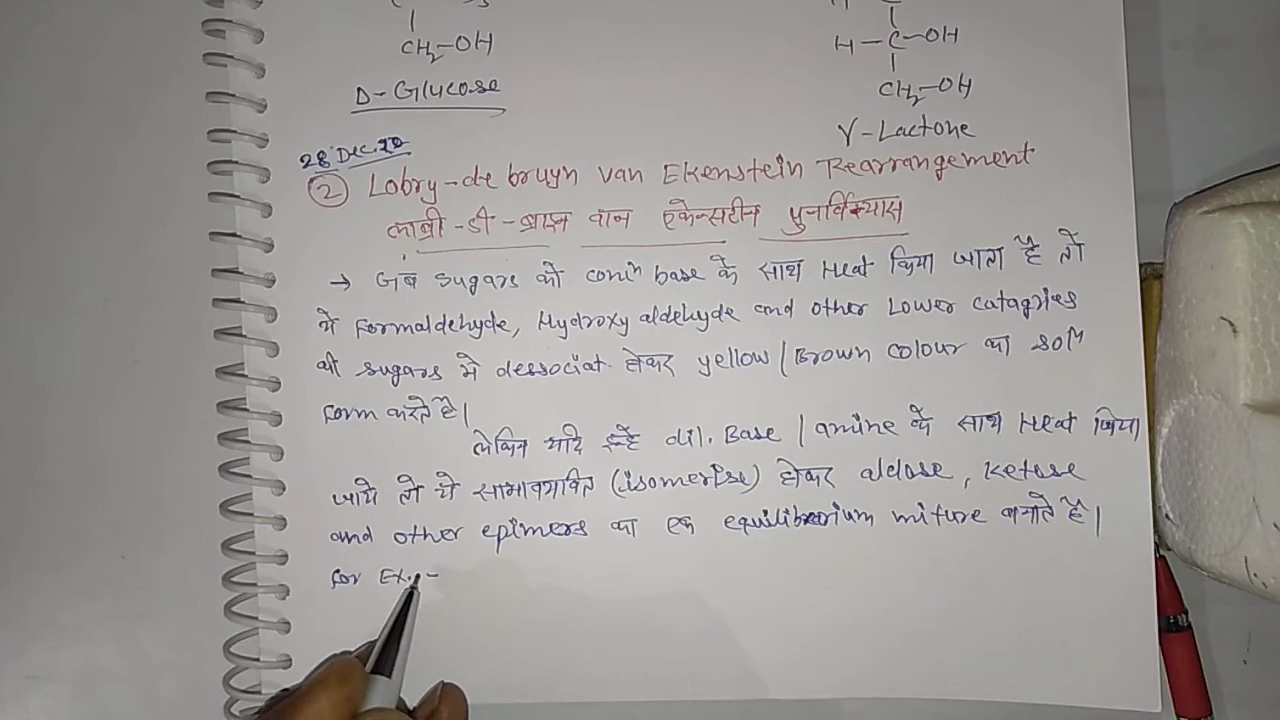 CH2-OH
D-Glucose
H-C-OH
CH2-OH
γ-Lactone
28 Dec.
② Lobry-de bruyn van Ekenstein Rearrangement
लाब्री-डी-ब्राइन वान एकेन्सटीन पुनर्विन्यास
→ जब sugars को concn base के साथ Heat किया जाता है तो
ये Formaldehyde, Hydroxy aldehyde and other Lower catagries
की sugars मे dessociat. होकर yellow/Brown colour का soln
form करते है।
लेकिन यदि इन्हें dil. Base / amine के साथ Heat किया
जाये तो ये समावयवित (isomerise) होकर aldose, Ketose
and other epimers का एक equilibrium miture बनाते है।
for Ex.:-